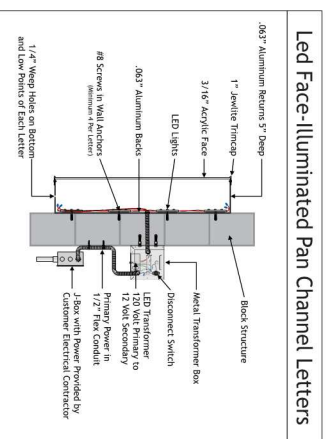 Led Face-Illuminated Pan Channel Letters
.063" Aluminum Returns 5" Deep
1" Jewlite Trimcap
3/16" Acrylic Face
LED Lights
.063" Aluminum Backs
#8 Screws in Wall Anchors
(Minimum 4 Per Letter)
1/4" Weep Holes on Bottom
and Low Points of Each Letter
Block Structure
Metal Transformer Box
Disconnect Switch
LED Transformer
120 Volt Primary to
12 Volt Secondary
Primary Power in
1/2" Flex Conduit
J-Box with Power Provided by
Customer Electrical Contractor